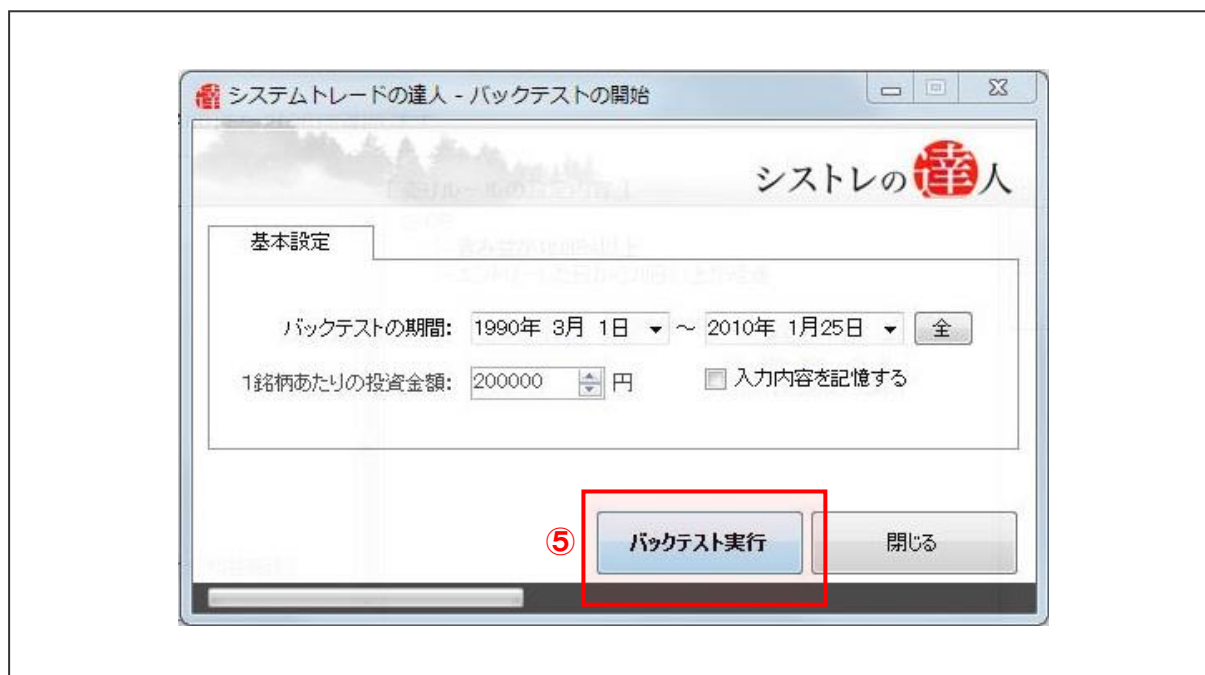 システムトレードの達人 - バックテストの開始
シストレの達人
基本設定
バックテストの期間: 1990年 3月 1日 ～ 2010年 1月25日 全
1銘柄あたりの投資金額: 200000 円 入力内容を記憶する
⑤ バックテスト実行 閉じる